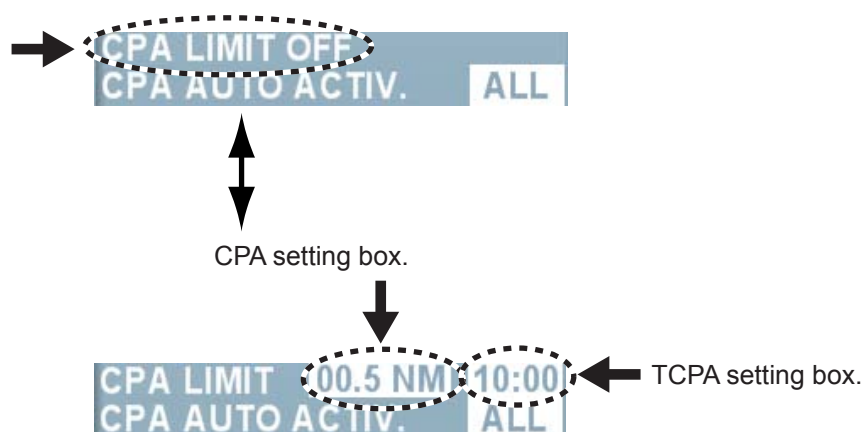 CPA LIMIT OFF
CPA AUTO ACTIV. ALL
CPA setting box.
CPA LIMIT 00.5 NM 10:00
TCPA setting box.
CPA AUTO ACTIV. ALL